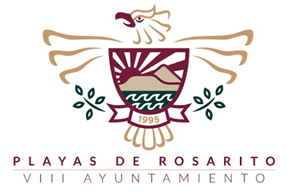 1995
PLAYAS DE ROSARITO
VIII AYUNTAMIENTO